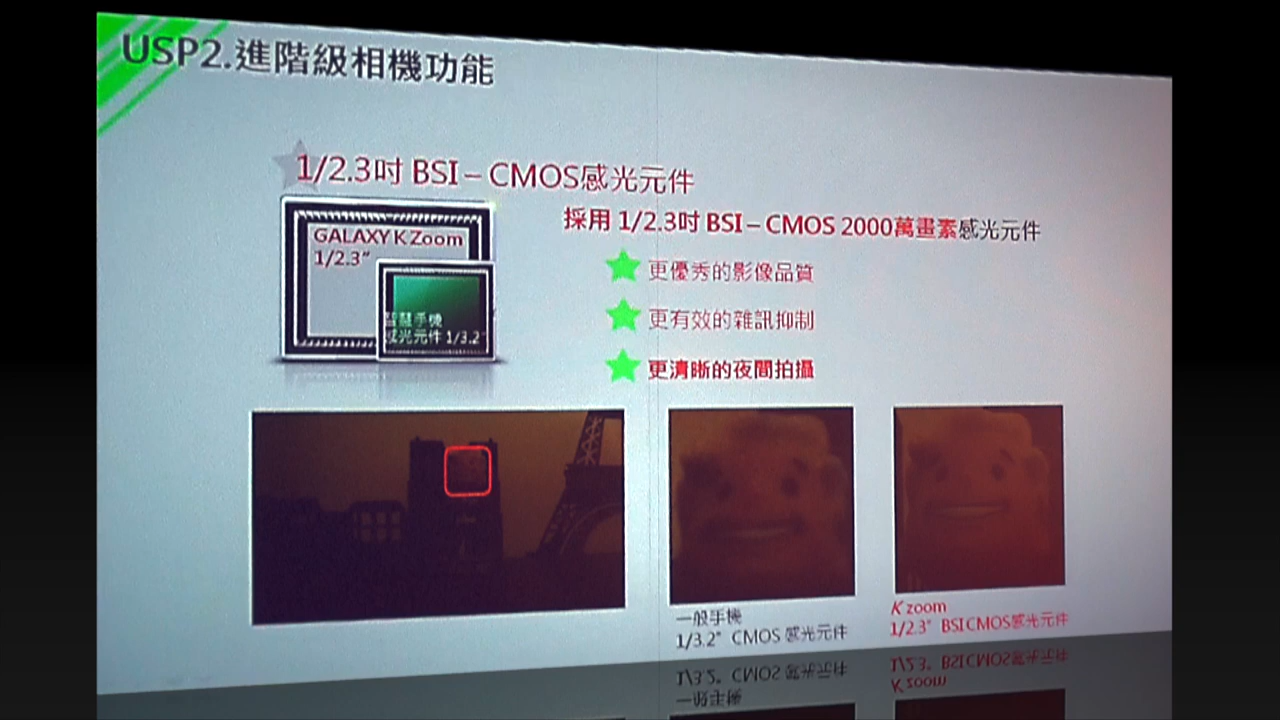 USP2.進階級相機功能
1/2.3吋 BSI – CMOS感光元件
採用 1/2.3吋 BSI – CMOS 2000萬畫素感光元件
GALAXY K Zoom
1/2.3”
智慧手機
感光元件 1/3.2”
更優秀的影像品質
更有效的雜訊抑制
更清晰的夜間拍攝
一般手機
1/3.2” CMOS 感光元件
K zoom
1/2.3” BSI CMOS感光元件